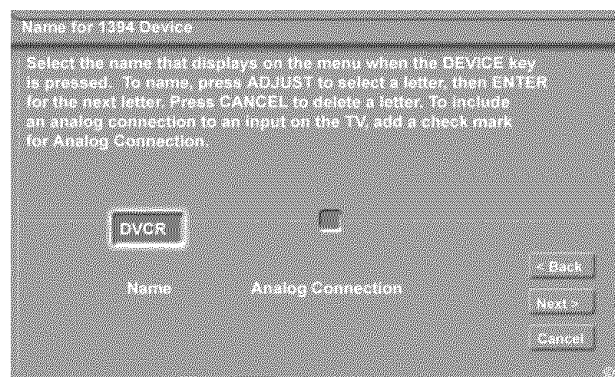 Name for 1394 Device
Select the name that displays on the menu when the DEVICE key
is pressed. To name, press ADJUST to select a letter, then ENTER
for the next letter. Press CANCEL to delete a letter. To include
an analog connection to an input on the TV, add a check mark
for Analog Connection.
DVCR
Name
Analog Connection
< Back
Next >
Cancel